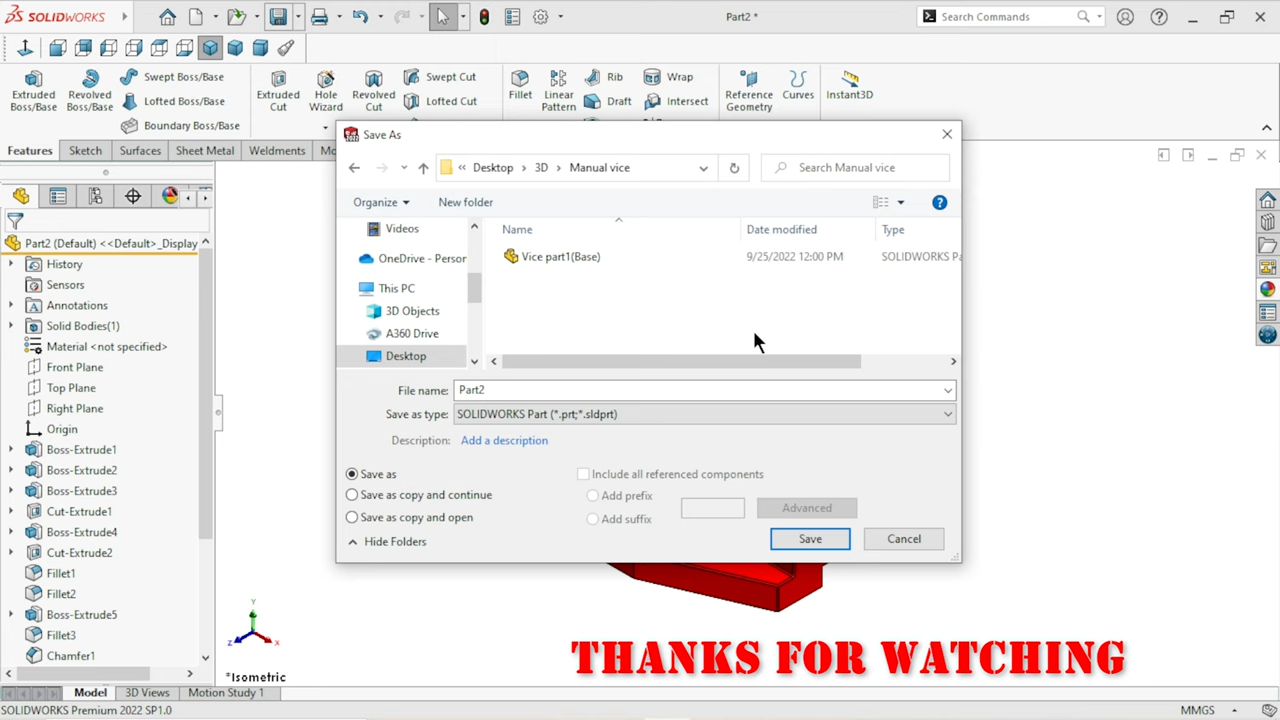 SOLIDWORKS
Part2 *
Search Commands
Extruded Boss/Base
Revolved Boss/Base
Swept Boss/Base
Lofted Boss/Base
Boundary Boss/Base
Extruded Cut
Hole Wizard
Revolved Cut
Swept Cut
Lofted Cut
Fillet
Linear Pattern
Rib
Draft
Wrap
Intersect
Reference Geometry
Curves
Instant3D
Features
Sketch
Surfaces
Sheet Metal
Weldments
Mo
Save As
Desktop
3D
Manual vice
Search Manual vice
Organize
New folder
Videos
OneDrive - Person
This PC
3D Objects
A360 Drive
Desktop
Name
Date modified
Type
Vice part1(Base)
9/25/2022 12:00 PM
SOLIDWORKS Pa
File name:
Part2
Save as type:
SOLIDWORKS Part (*.prt;*.sldprt)
Description:
Add a description
Save as
Save as copy and continue
Save as copy and open
Include all referenced components
Add prefix
Add suffix
Advanced
Hide Folders
Save
Cancel
Part2 (Default) <<Default>_Display
History
Sensors
Annotations
Solid Bodies(1)
Material <not specified>
Front Plane
Top Plane
Right Plane
Origin
Boss-Extrude1
Boss-Extrude2
Boss-Extrude3
Cut-Extrude1
Boss-Extrude4
Cut-Extrude2
Fillet1
Fillet2
Boss-Extrude5
Fillet3
Chamfer1
Y
Z
X
*Isometric
THANKS FOR WATCHING
Model
3D Views
Motion Study 1
SOLIDWORKS Premium 2022 SP1.0
MMGS